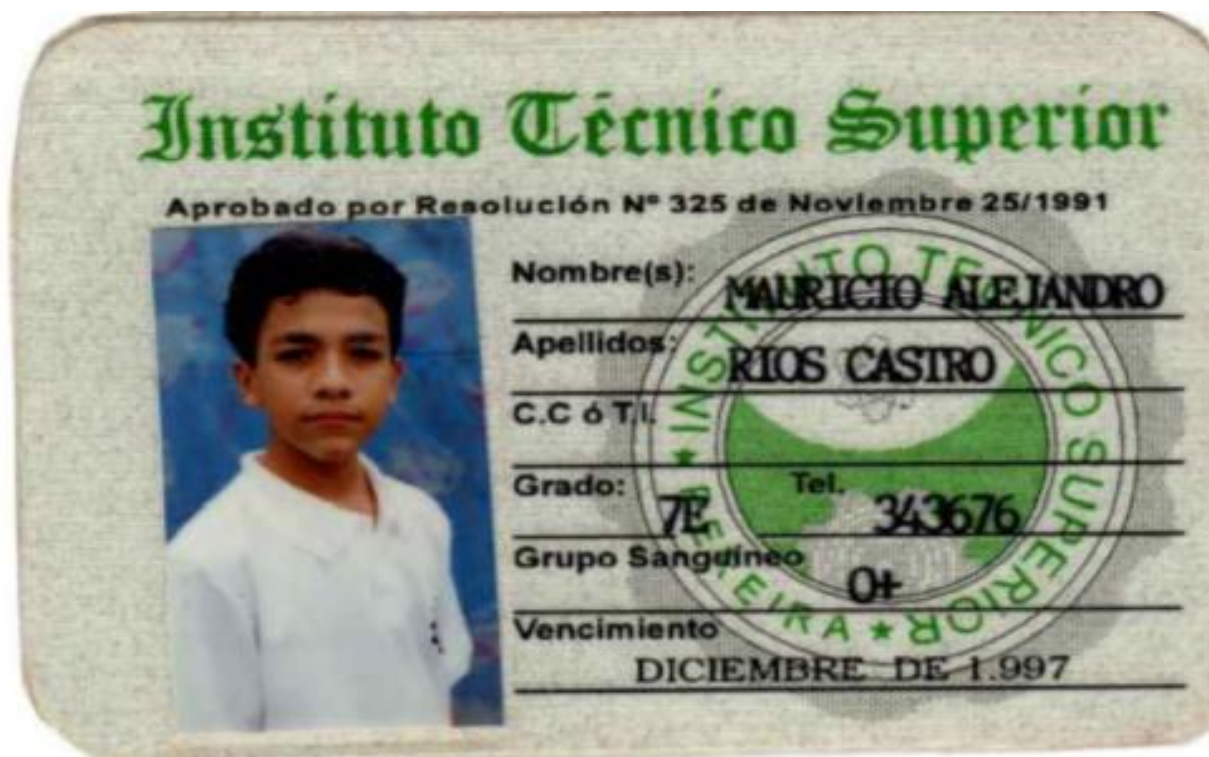 Instituto Técnico Superior
Aprobado por Resolución Nº 325 de Noviembre 25/1991
Nombre(s): MAURICIO ALEJANDRO
Apellidos: RIOS CASTRO
C.C ó T.I.
Grado: 7E Tel. 343676
Grupo Sanguíneo O+
Vencimiento
DICIEMBRE DE 1.997
★ INSTITUTO TECNICO SUPERIOR ★ PEREIRA